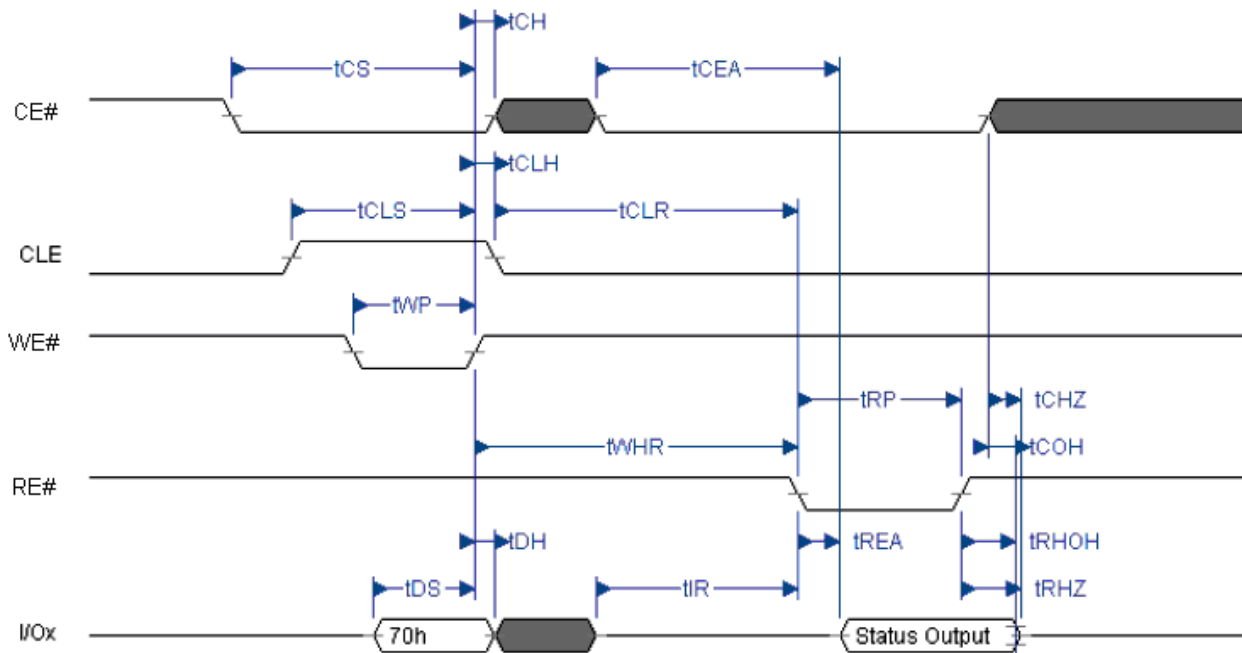 tCH
tCS
tCEA
CE#
tCLH
tCLS
tCLR
CLE
tWP
WE#
tRP
tCHZ
tWHR
tCOH
RE#
tDH
tREA
tRHOH
tDS
tIR
tRHZ
I/Ox
70h
Status Output